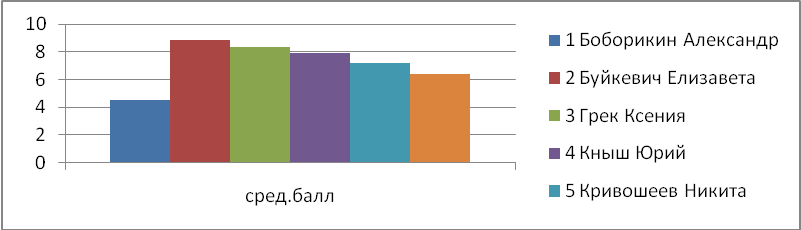 10
8
6
4
2
0
сред.балл
1 Боборикин Александр
2 Буйкевич Елизавета
3 Грек Ксения
4 Кныш Юрий
5 Кривошеев Никита